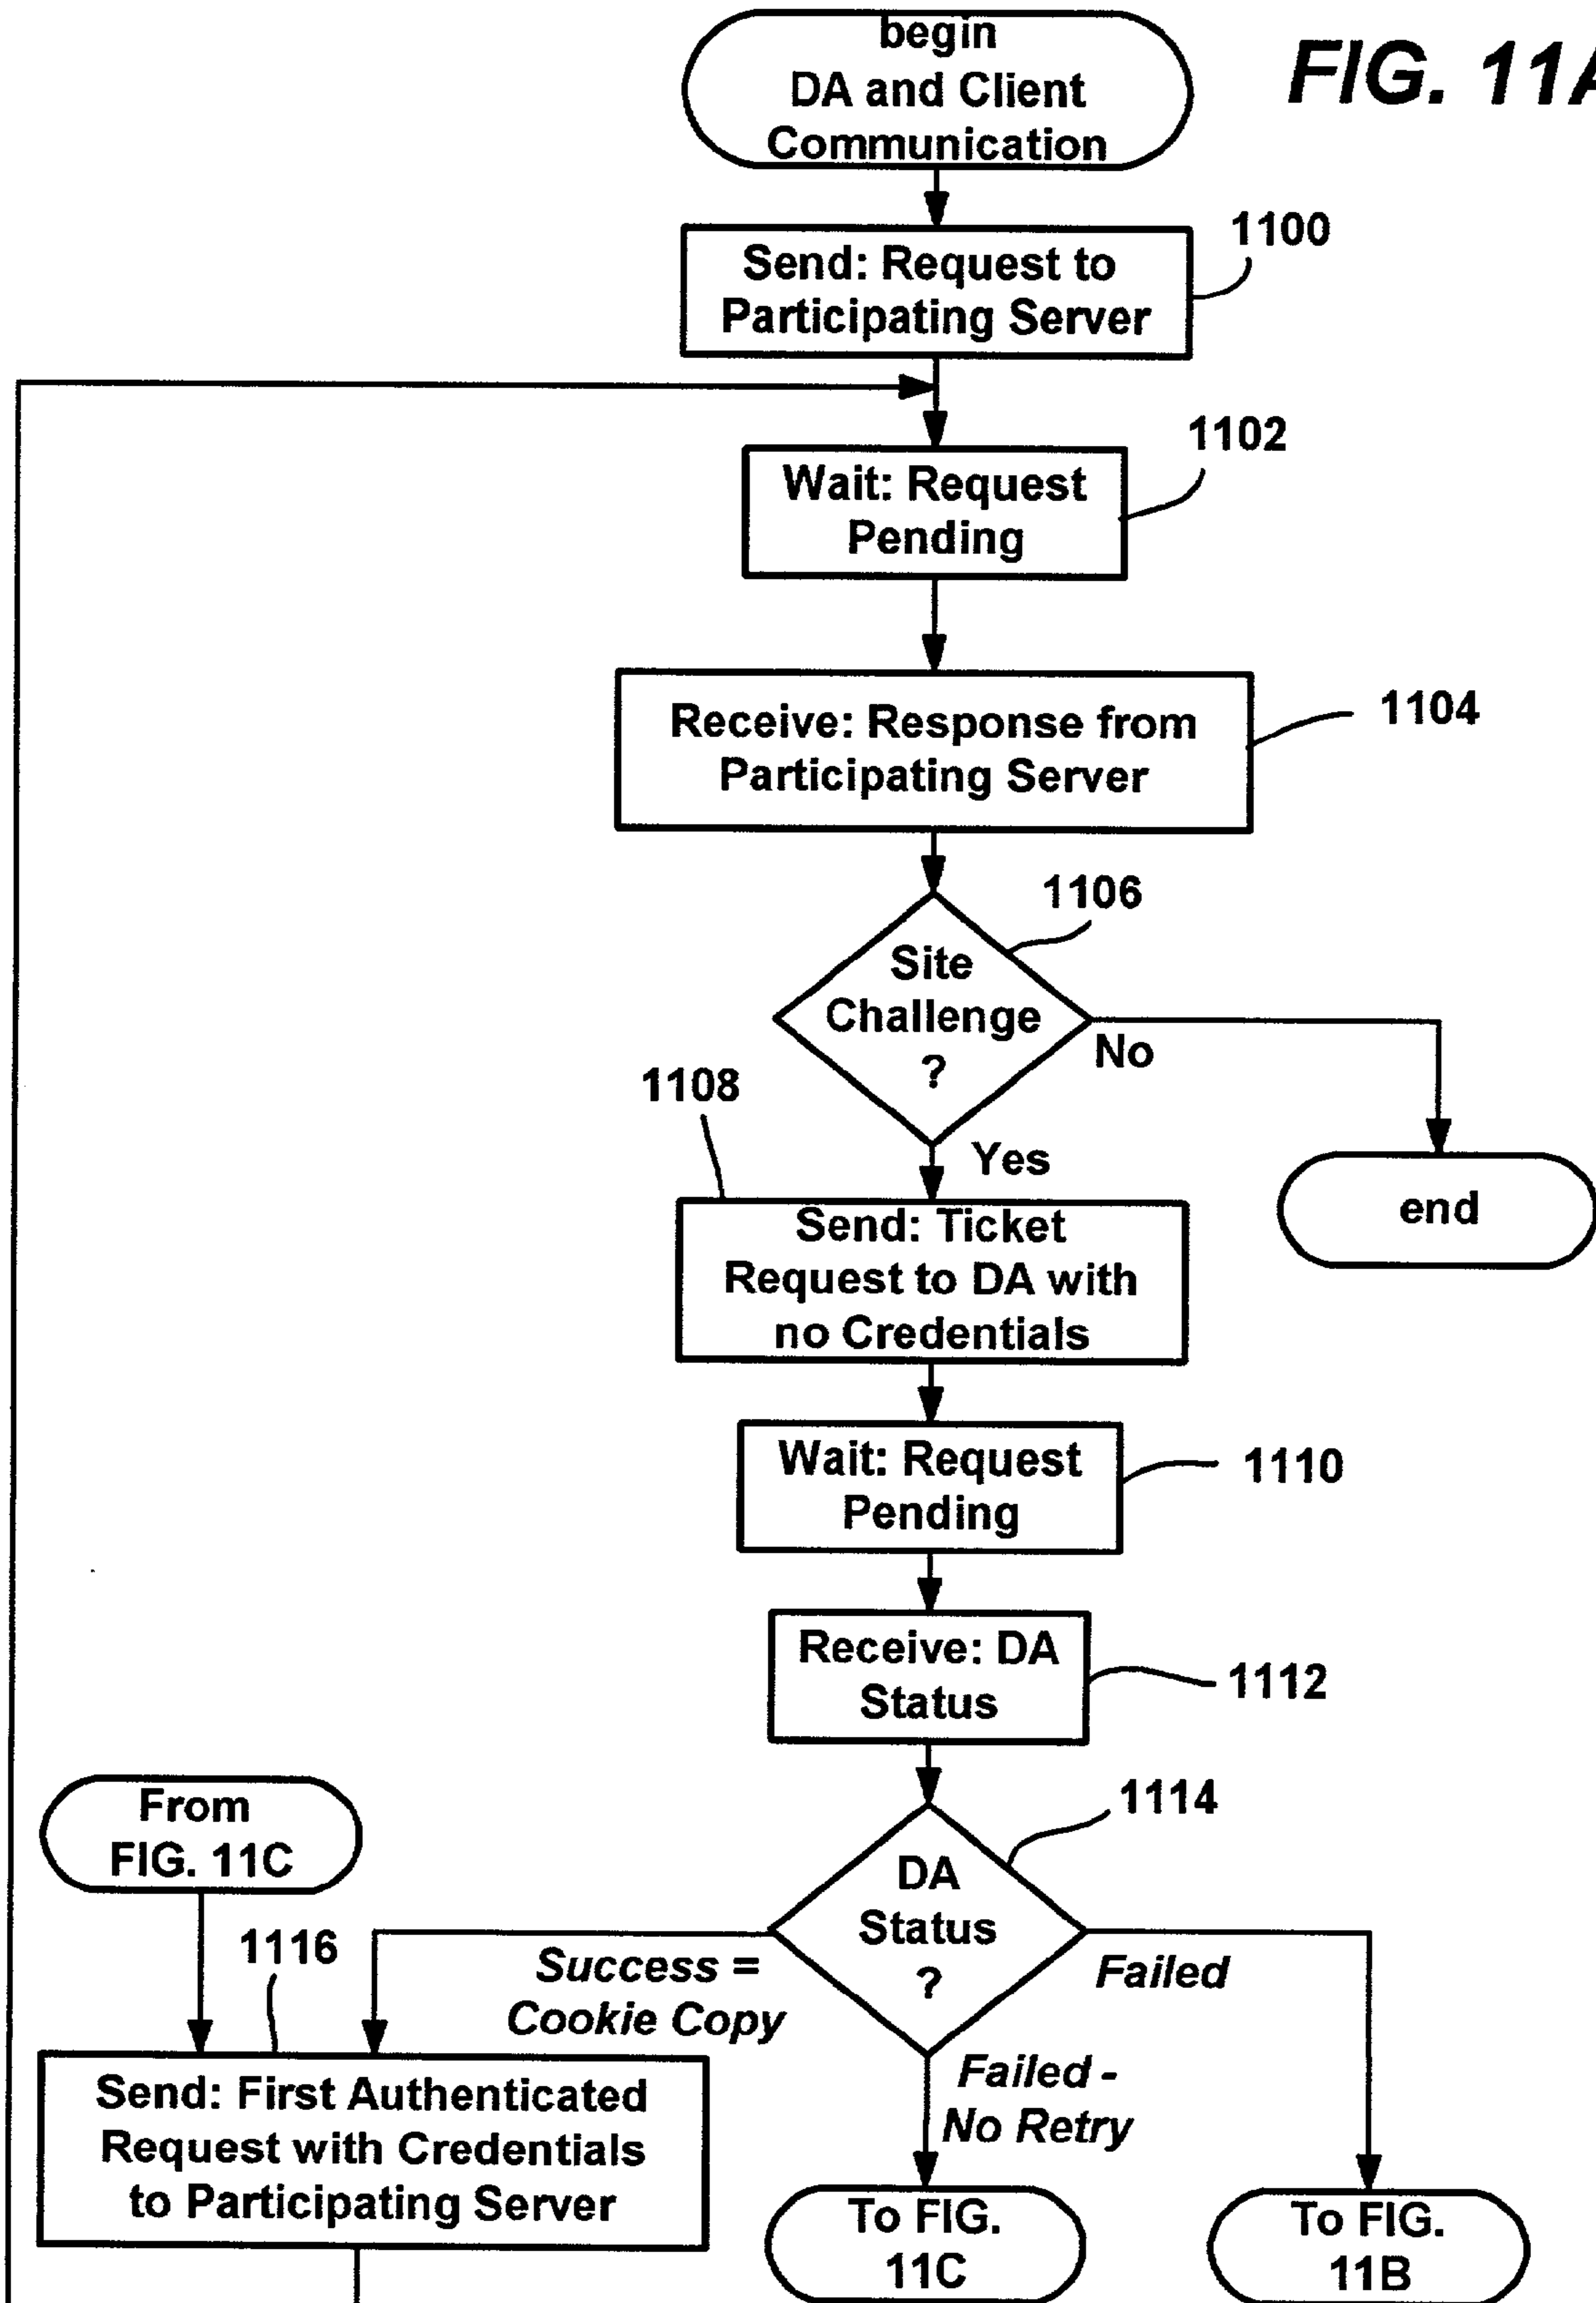 begin
DA and Client
Communication
FIG. 11A
1100
Send: Request to
Participating Server
1102
Wait: Request
Pending
1104
Receive: Response from
Participating Server
1106
Site
Challenge
?
No
1108
Yes
end
Send: Ticket
Request to DA with
no Credentials
Wait: Request
Pending
1110
Receive: DA
Status
1112
From
FIG. 11C
1114
DA
Status
?
1116
Success =
Cookie Copy
Failed
Failed -
No Retry
Send: First Authenticated
Request with Credentials
to Participating Server
To FIG.
11C
To FIG.
11B